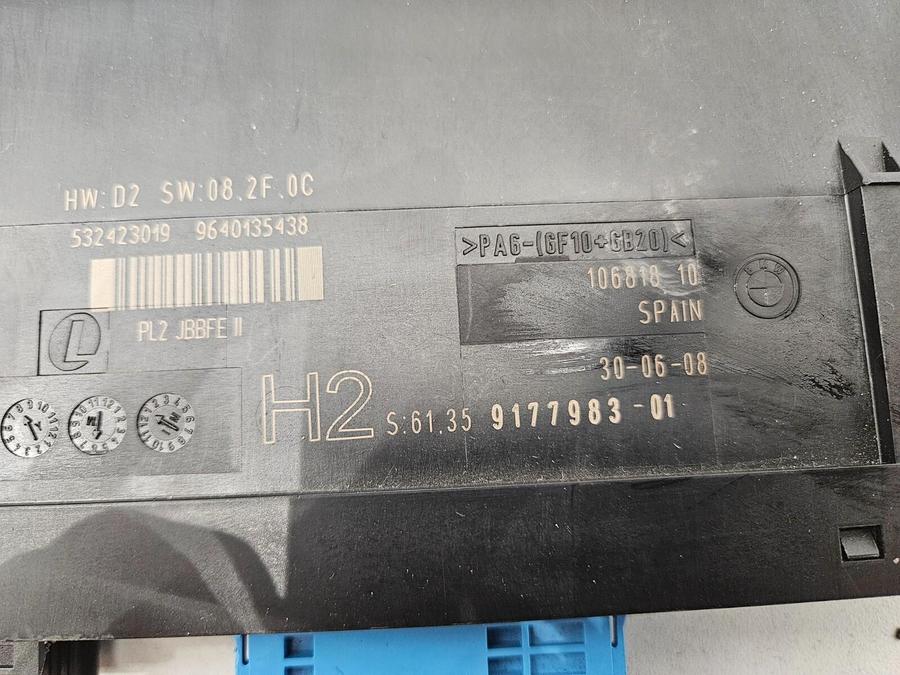 HW: D2 SW:08.2F.0C
532423019 9640135438
PL2 JBBFE II
>PA6-(GF10+GB20)<
106818 10
SPAIN
BMW
30-06-08
H2 S:61.35 9177983-01